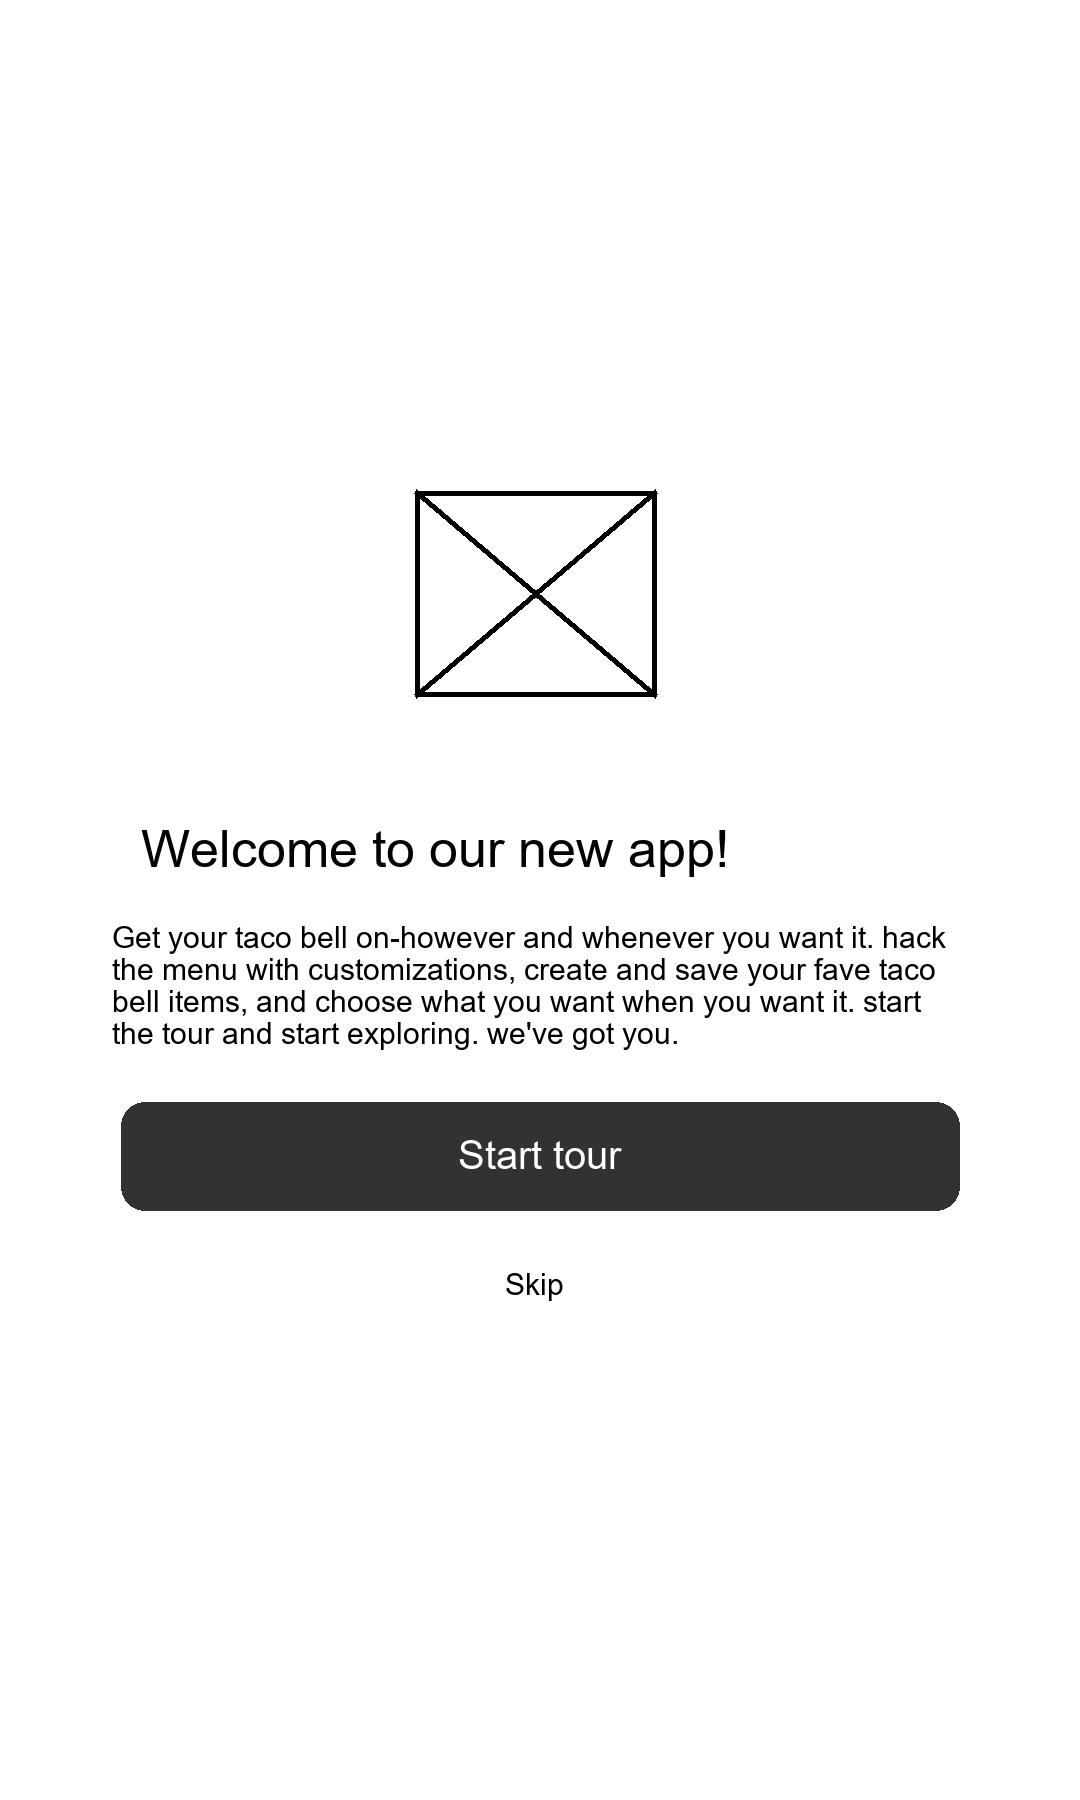 Welcome to our new app!
Get your taco bell on-however and whenever you want it. hack
the menu with customizations, create and save your fave taco
bell items, and choose what you want when you want it. start
the tour and start exploring. we've got you.
Start tour
Skip